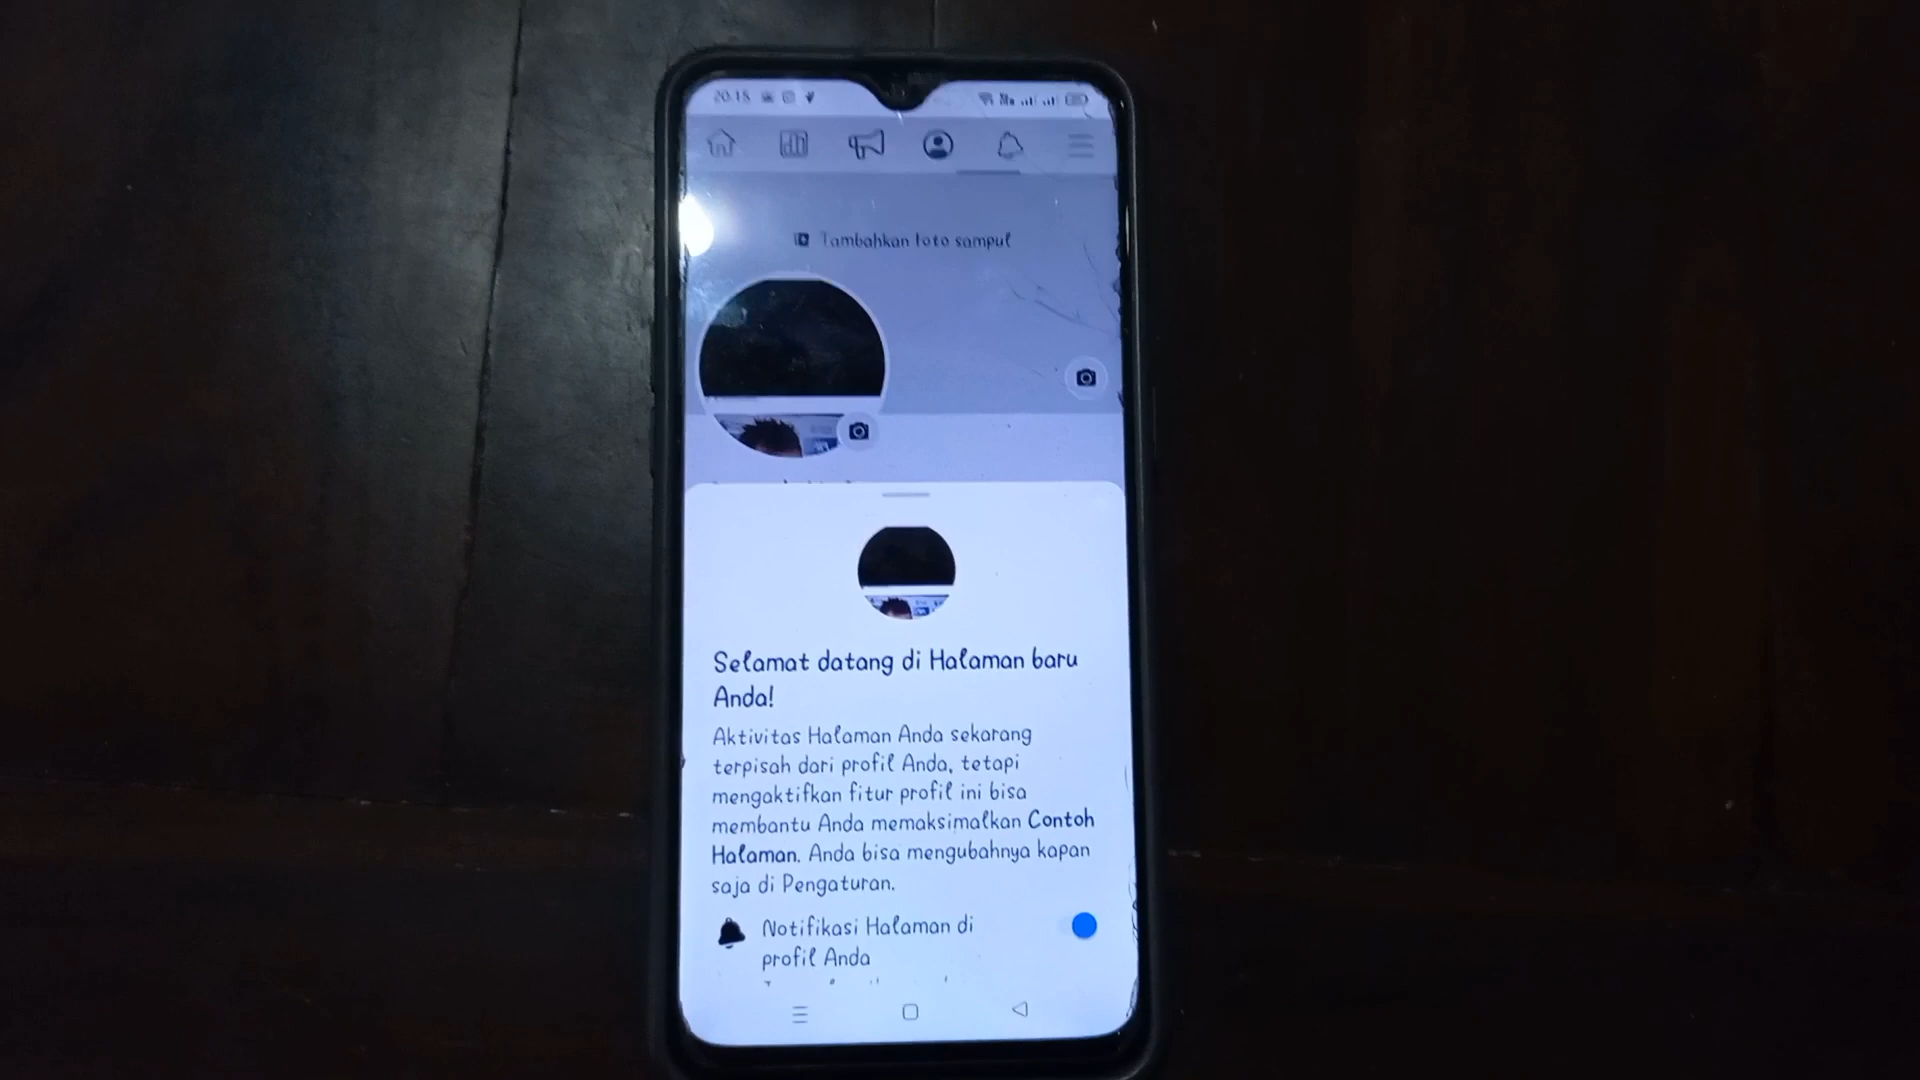 20.15
Tambahkan foto sampul
Selamat datang di Halaman baru
Anda!
Aktivitas Halaman Anda sekarang
terpisah dari profil Anda, tetapi
mengaktifkan fitur profil ini bisa
membantu Anda memaksimalkan Contoh
Halaman. Anda bisa mengubahnya kapan
saja di Pengaturan.
Notifikasi Halaman di
profil Anda